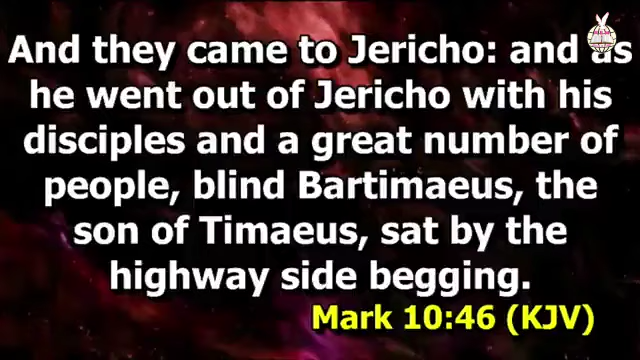 And they came to Jericho: and as
he went out of Jericho with his
disciples and a great number of
people, blind Bartimaeus, the
son of Timaeus, sat by the
highway side begging.
Mark 10:46 (KJV)